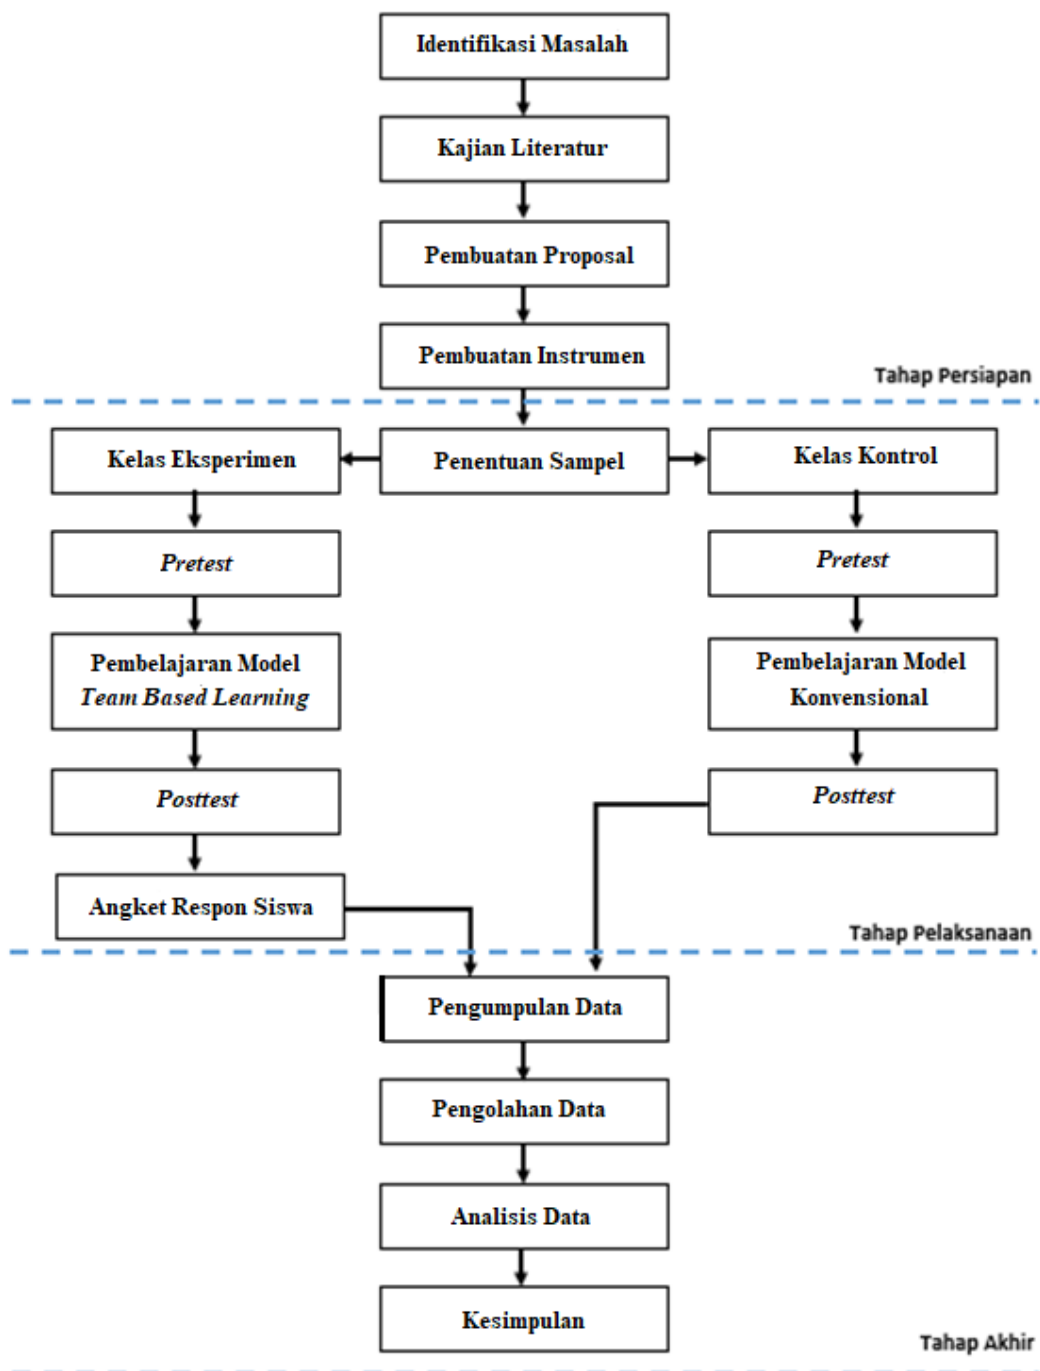 Identifikasi Masalah
Kajian Literatur
Pembuatan Proposal
Pembuatan Instrumen
Tahap Persiapan
Kelas Eksperimen
Penentuan Sampel
Kelas Kontrol
Pretest
Pretest
Pembelajaran Model
Team Based Learning
Pembelajaran Model
Konvensional
Posttest
Posttest
Angket Respon Siswa
Tahap Pelaksanaan
Pengumpulan Data
Pengolahan Data
Analisis Data
Kesimpulan
Tahap Akhir